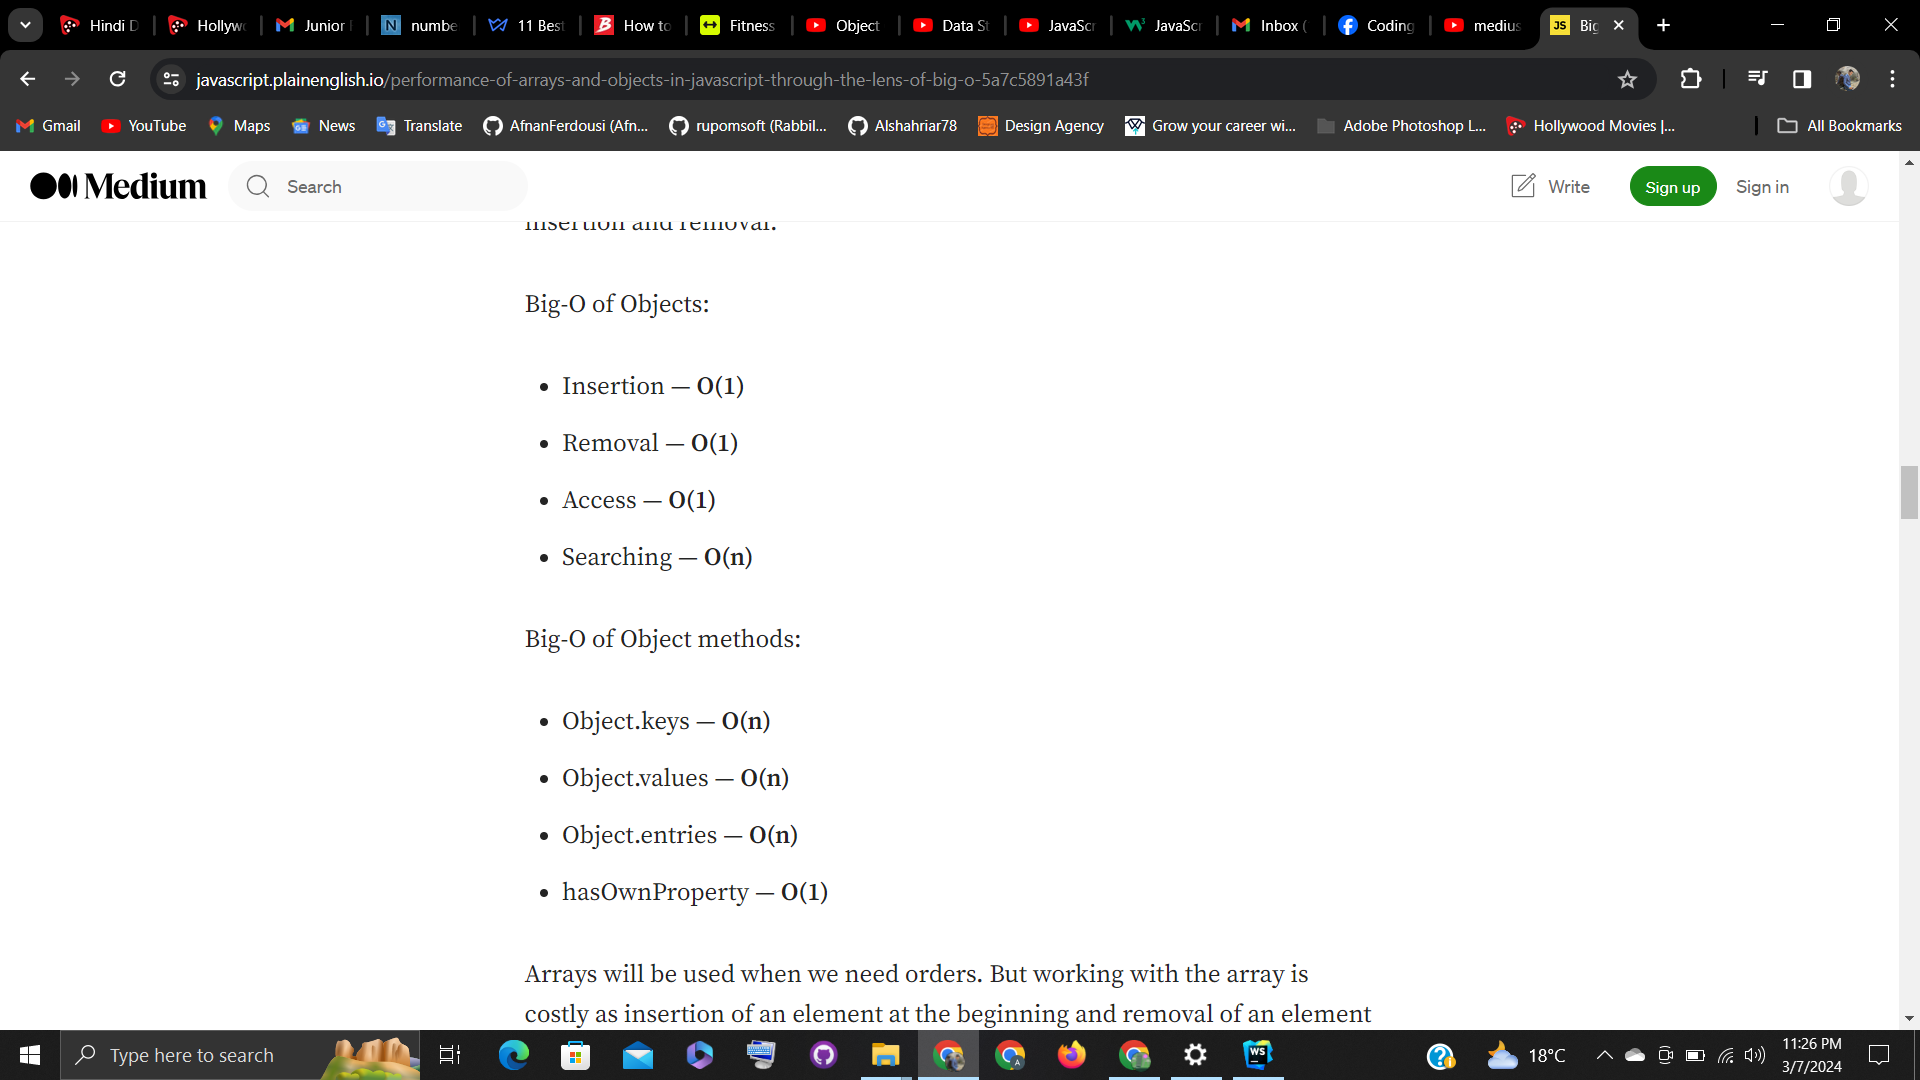 Hindi D
Hollyw
Junior
numbe
11 Best
How to
Fitness
Object
Data St
JavaScr
JavaScr
Inbox (
Coding
medius
JS Big
javascript.plainenglish.io/performance-of-arrays-and-objects-in-javascript-through-the-lens-of-big-o-5a7c5891a43f
Gmail
YouTube
Maps
News
Translate
AfnanFerdousi (Afn...
rupomsoft (Rabbil...
Alshahriar78
Design Agency
Grow your career wi...
Adobe Photoshop L...
Hollywood Movies |...
All Bookmarks
Medium
Search
Write
Sign up
Sign in
insertion and removal.
Big-O of Objects:
• Insertion — O(1)
• Removal — O(1)
• Access — O(1)
• Searching — O(n)
Big-O of Object methods:
• Object.keys — O(n)
• Object.values — O(n)
• Object.entries — O(n)
• hasOwnProperty — O(1)
Arrays will be used when we need orders. But working with the array is
costly as insertion of an element at the beginning and removal of an element
Type here to search
WS
18°C
11:26 PM
3/7/2024